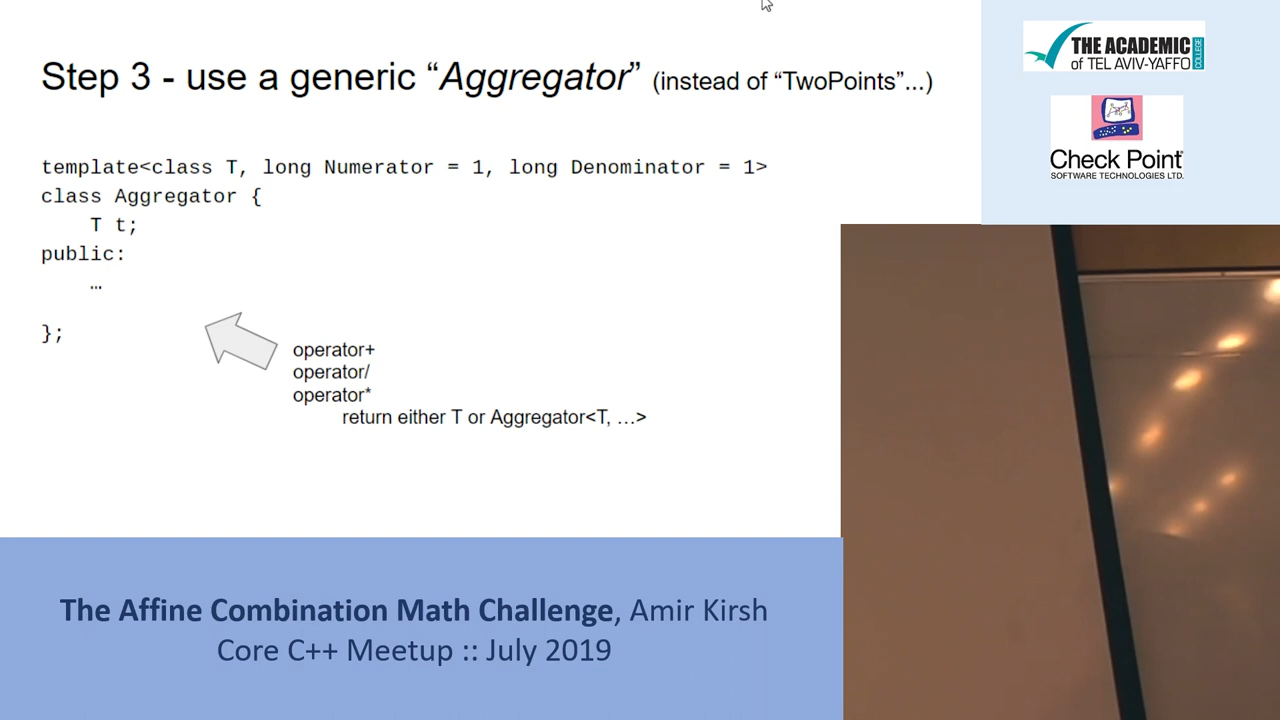 Step 3 - use a generic “Aggregator” (instead of “TwoPoints”...)
template<class T, long Numerator = 1, long Denominator = 1>
class Aggregator {
T t;
public:
…
};
operator+
operator/
operator*
return either T or Aggregator<T, …>
THE ACADEMIC
of TEL AVIV-YAFFO
COLLEGE
Check Point
SOFTWARE TECHNOLOGIES LTD.
The Affine Combination Math Challenge, Amir Kirsh
Core C++ Meetup :: July 2019